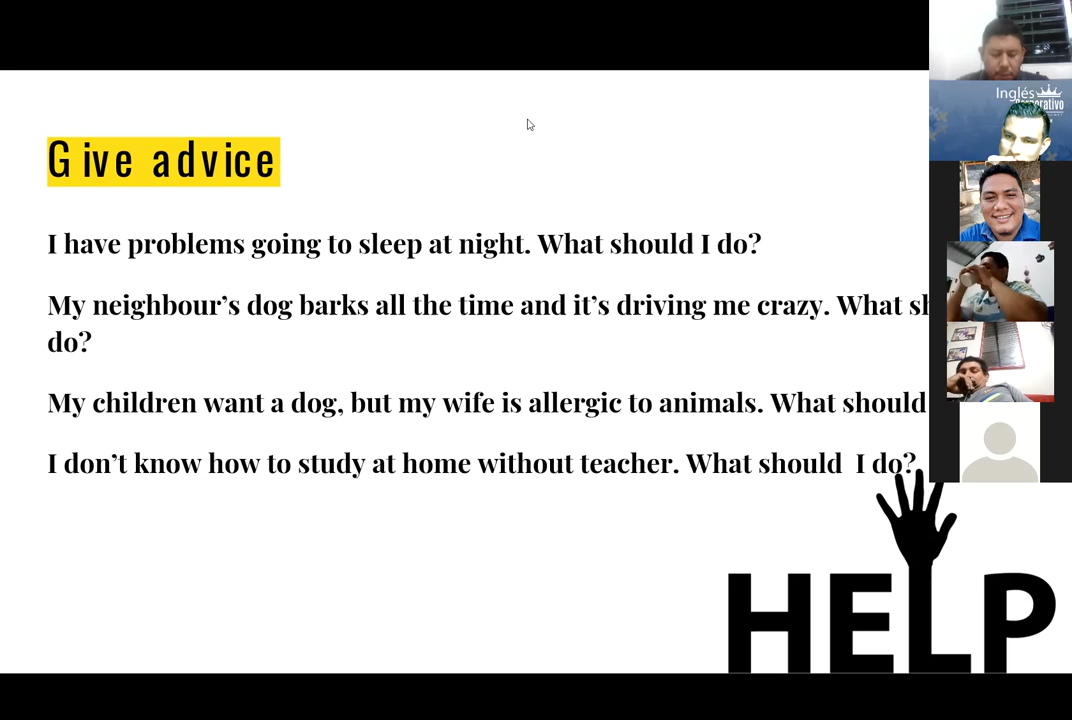 Give advice
I have problems going to sleep at night. What should I do?
My neighbour's dog barks all the time and it's driving me crazy. What
do?
My children want a dog, but my wife is allergic to animals. What should
I don't know how to study at home without teacher. What should I do?
HELP
Inglés